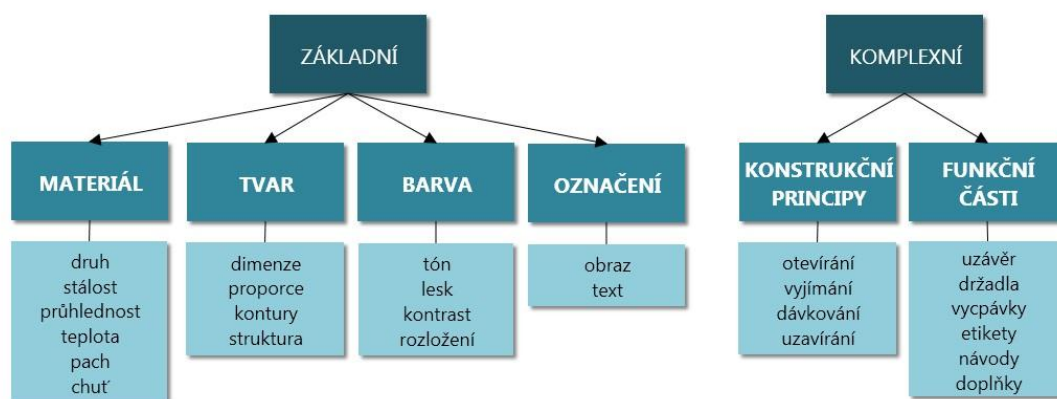 ZÁKLADNÍ
KOMPLEXNÍ
MATERIÁL
druh
stálost
průhlednost
teplota
pach
chuť
TVAR
dimenze
proporce
kontury
struktura
BARVA
tón
lesk
kontrast
rozložení
OZNAČENÍ
obraz
text
KONSTRUKČNÍ
PRINCIPY
otevírání
vyjímání
dávkování
uzavírání
FUNKČNÍ
ČÁSTI
uzávěr
držadla
vycpávky
etikety
návody
doplňky